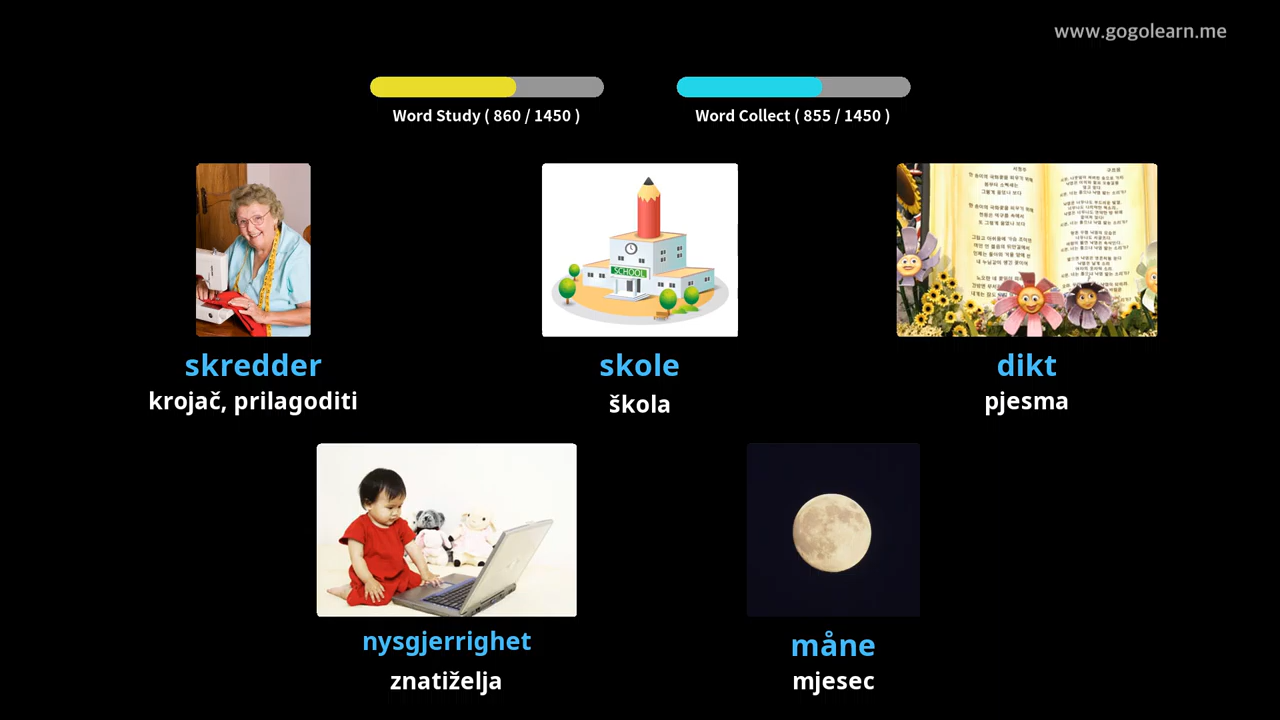 www.gogolearn.me
Word Study ( 860 / 1450 )
Word Collect ( 855 / 1450 )
SCHOOL
skredder
krojač, prilagoditi
skole
škola
dikt
pjesma
nysgjerrighet
znatiželja
måne
mjesec